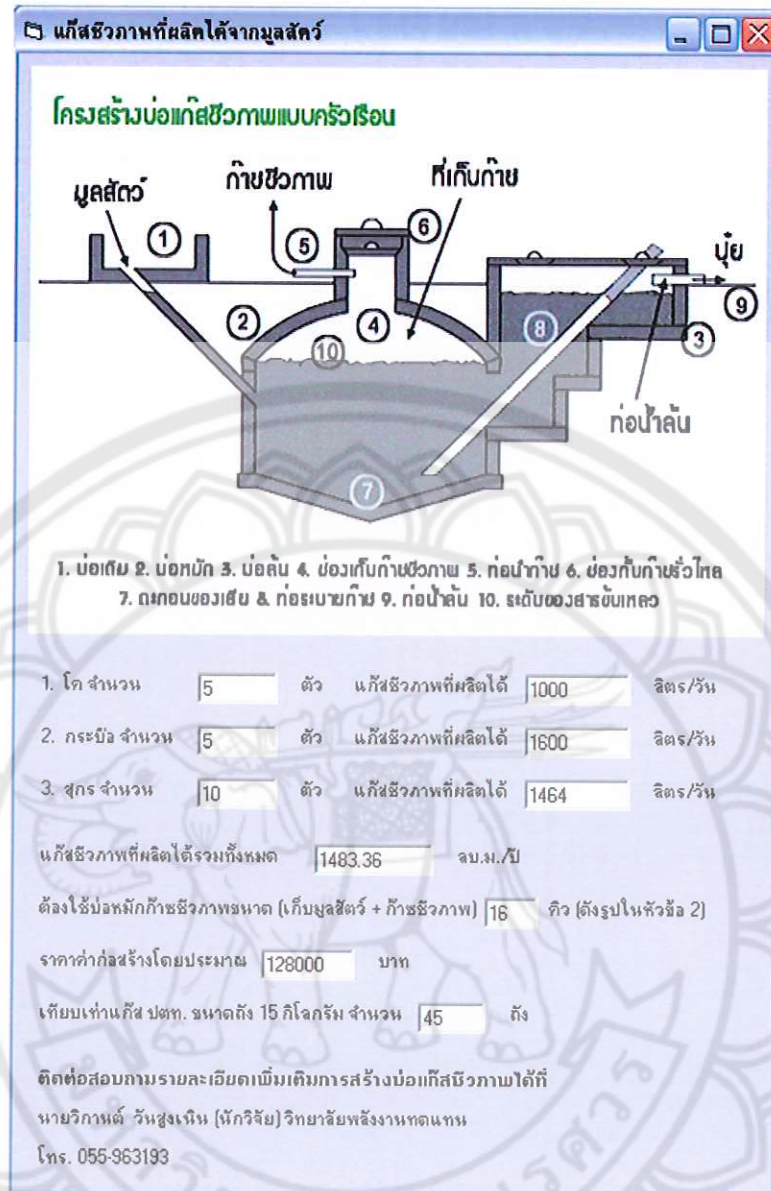 แก๊สชีวภาพที่ผลิตได้จากมูลสัตว์
โครงสร้างบ่อแก๊สชีวภาพแบบครัวเรือน
มูลสัตว์
ก๊าซชีวภาพ
ที่เก็บก๊าซ
ปุ๋ย
1
5
6
2
4
10
8
9
3
ท่อน้ำล้น
7
1. บ่อเติม 2. บ่อหมัก 3. บ่อล้น 4. ช่องเก็บก๊าซชีวภาพ 5. ท่อนำก๊าซ 6. ช่องกั้นก๊าซรั่วไหล
7. ตะกอนของเสีย 8. ท่อระบายก๊าซ 9. ท่อน้ำล้น 10. ระดับของสารข้นเหลว
1. โค จำนวน 5 ตัว แก๊สชีวภาพที่ผลิตได้ 1000 ลิตร/วัน
2. กระบือ จำนวน 5 ตัว แก๊สชีวภาพที่ผลิตได้ 1600 ลิตร/วัน
3. สุกร จำนวน 10 ตัว แก๊สชีวภาพที่ผลิตได้ 1464 ลิตร/วัน
แก๊สชีวภาพที่ผลิตได้รวมทั้งหมด 1483.36 ลบ.ม./ปี
ต้องใช้บ่อหมักก๊าซชีวภาพขนาด (เก็บมูลสัตว์ + ก๊าซชีวภาพ) 16 คิว (ดังรูปในหัวข้อ 2)
ราคาค่าก่อสร้างโดยประมาณ 128000 บาท
เทียบเท่าแก๊ส ปตท. ขนาดถัง 15 กิโลกรัม จำนวน 45 ถัง
ติดต่อสอบถามรายละเอียดเพิ่มเติมการสร้างบ่อแก๊สชีวภาพได้ที่
นายวิกานต์ วันสูงเนิน (นักวิจัย) วิทยาลัยพลังงานทดแทน
โทร. 055-963193